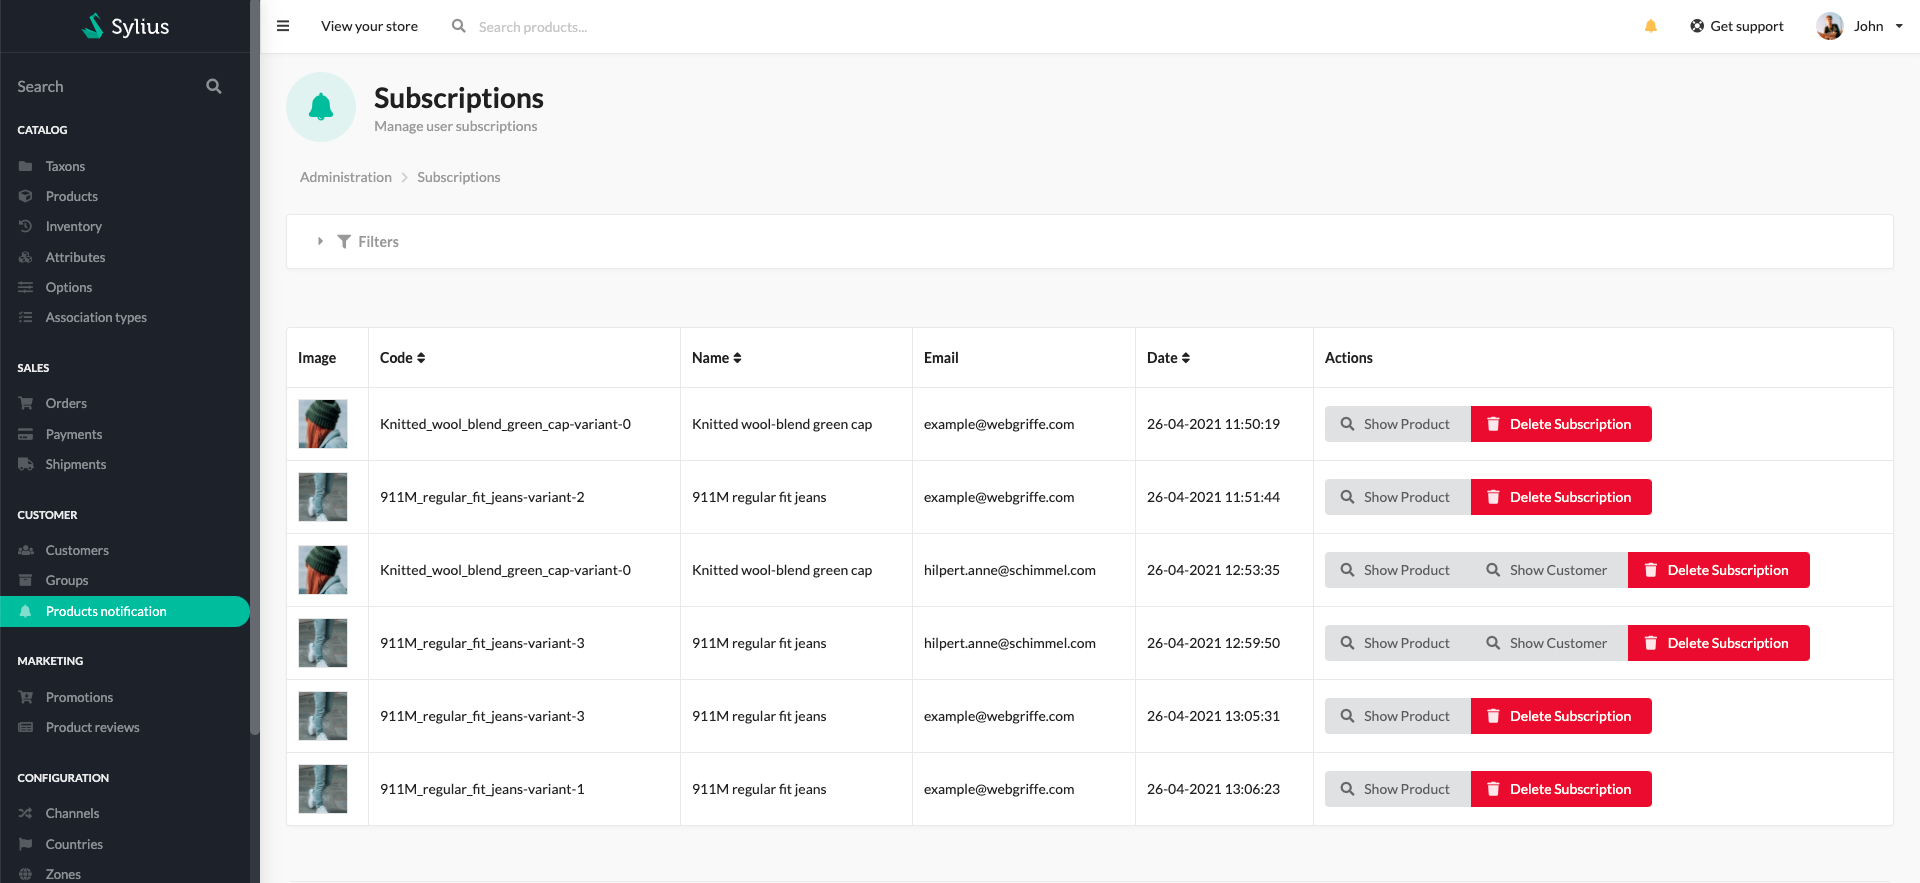 Sylius
View your store
Search products...
Get support
John
Search
CATALOG
Taxons
Products
Inventory
Attributes
Options
Association types
SALES
Orders
Payments
Shipments
CUSTOMER
Customers
Groups
Products notification
MARKETING
Promotions
Product reviews
CONFIGURATION
Channels
Countries
Zones
Subscriptions
Manage user subscriptions
Administration Subscriptions
Filters
Image Code Name Email Date Actions
Knitted_wool_blend_green_cap-variant-0 Knitted wool-blend green cap example@webgriffe.com 26-04-2021 11:50:19 Show Product Delete Subscription
911M_regular_fit_jeans-variant-2 911M regular fit jeans example@webgriffe.com 26-04-2021 11:51:44 Show Product Delete Subscription
Knitted_wool_blend_green_cap-variant-0 Knitted wool-blend green cap hilpert.anne@schimmel.com 26-04-2021 12:53:35 Show Product Show Customer Delete Subscription
911M_regular_fit_jeans-variant-3 911M regular fit jeans hilpert.anne@schimmel.com 26-04-2021 12:59:50 Show Product Show Customer Delete Subscription
911M_regular_fit_jeans-variant-3 911M regular fit jeans example@webgriffe.com 26-04-2021 13:05:31 Show Product Delete Subscription
911M_regular_fit_jeans-variant-1 911M regular fit jeans example@webgriffe.com 26-04-2021 13:06:23 Show Product Delete Subscription